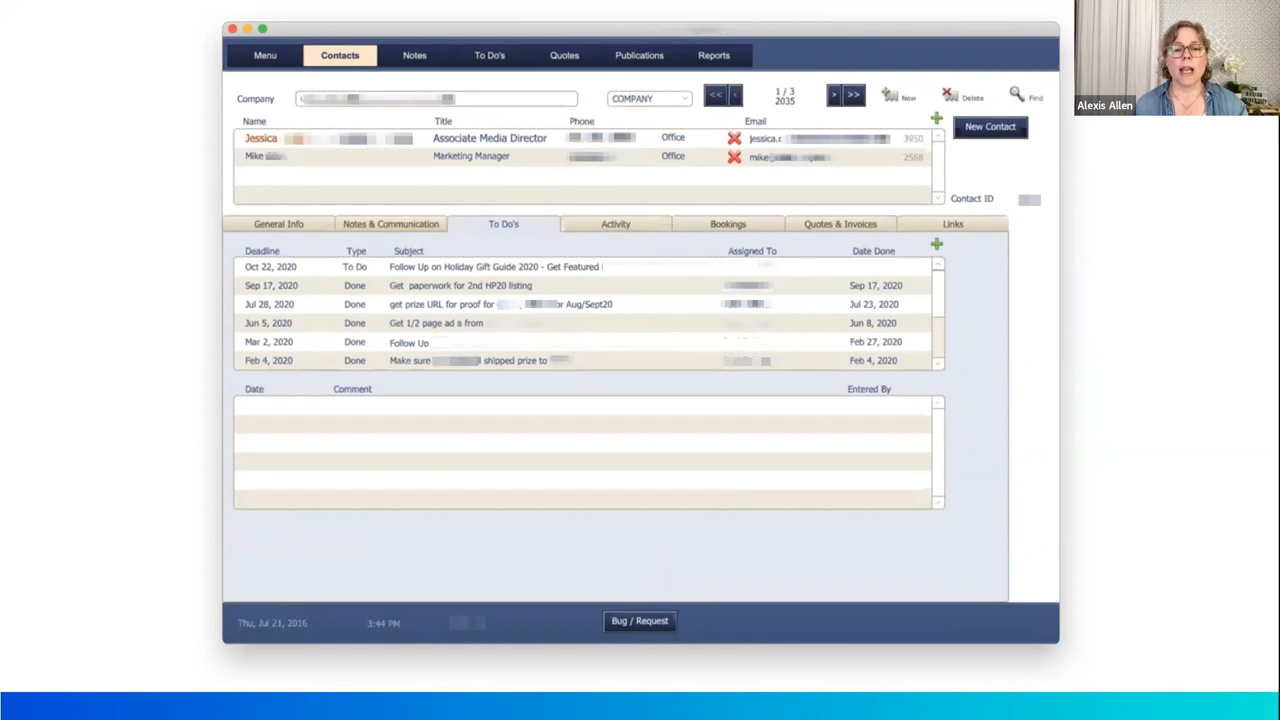 Menu Contacts Notes To Do's Quotes Publications Reports
Alexis Allen
Company COMPANY << < 1 / 3 > >> New Delete Find
2035
Name Title Phone Email
New Contact
Jessica Associate Media Director Office Jessica.c 3950
Mike Marketing Manager Office mike 2568
Contact ID
General Info Notes & Communication To Do's Activity Bookings Quotes & Invoices Links
Deadline Type Subject Assigned To Date Done
Oct 22, 2020 To Do Follow Up on Holiday Gift Guide 2020 - Get Featured
Sep 17, 2020 Done Get paperwork for 2nd HP20 listing Sep 17, 2020
Jul 28, 2020 Done get prize URL for proof for or Aug/Sept20 Jul 23, 2020
Jun 5, 2020 Done Get 1/2 page ad a from Jun 8, 2020
Mar 2, 2020 Done Follow Up Feb 27, 2020
Feb 4, 2020 Done Make sure shipped prize to Feb 4, 2020
Date Comment Entered By
Thu, Jul 21, 2016 3:44 PM Bug / Request